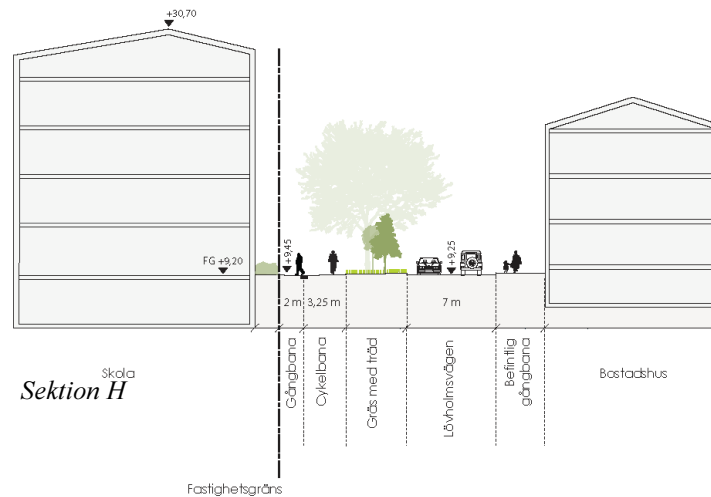 +30,70
+9,45
FG +9,20
+9,25
2 m
3,25 m
7 m
Skola
Gångbana
Cykelbana
Gräs med träd
Lövholmsvägen
Befintlig
gångbana
Bostadshus
Sektion H
Fastighetsgräns